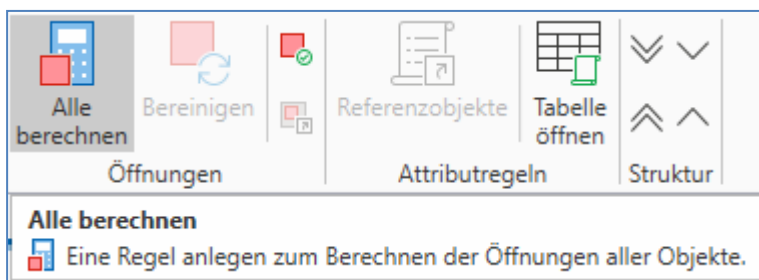 Alle
berechnen
Bereinigen
Referenzobjekte
Tabelle
öffnen
Öffnungen
Attributregeln
Struktur
Alle berechnen
Eine Regel anlegen zum Berechnen der Öffnungen aller Objekte.